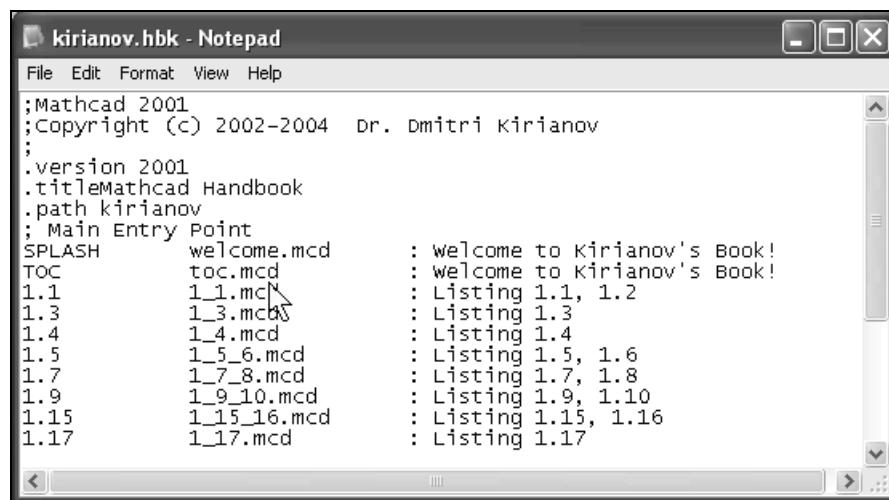 kirianov.hbk - Notepad
File Edit Format View Help
;Mathcad 2001
;Copyright (c) 2002-2004  Dr. Dmitri Kirianov
;
.version 2001
.titleMathcad Handbook
.path kirianov
; Main Entry Point
SPLASH welcome.mcd : Welcome to Kirianov's Book!
TOC toc.mcd : Welcome to Kirianov's Book!
1.1 1_1.mcd : Listing 1.1, 1.2
1.3 1_3.mcd : Listing 1.3
1.4 1_4.mcd : Listing 1.4
1.5 1_5_6.mcd : Listing 1.5, 1.6
1.7 1_7_8.mcd : Listing 1.7, 1.8
1.9 1_9_10.mcd : Listing 1.9, 1.10
1.15 1_15_16.mcd : Listing 1.15, 1.16
1.17 1_17.mcd : Listing 1.17